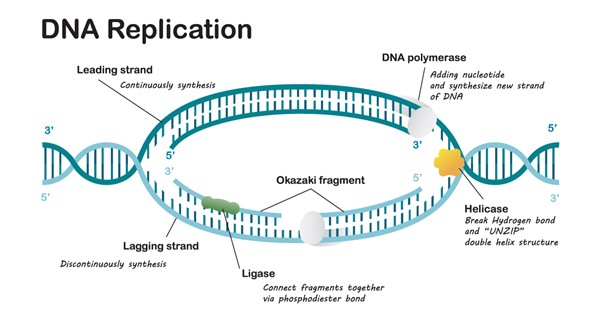 DNA Replication
DNA polymerase
Adding nucleotide
and synthesize new strand
of DNA
Leading strand
Continuously synthesis
3’
5’
5’
3’
5’
3’
3’
5’
5’
3’
Okazaki fragment
Helicase
Break Hydrogen bond
and “UNZIP”
double helix structure
Lagging strand
Discontinuously synthesis
Ligase
Connect fragments together
via phosphodiester bond